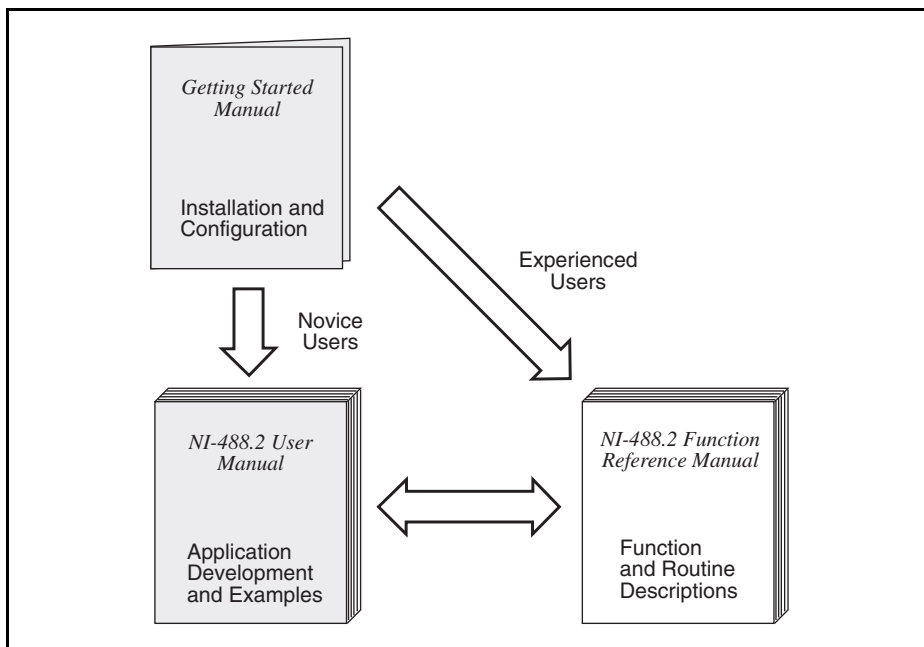 Getting Started
Manual
Installation and
Configuration
Experienced
Users
Novice
Users
NI-488.2 User
Manual
Application
Development
and Examples
NI-488.2 Function
Reference Manual
Function
and Routine
Descriptions